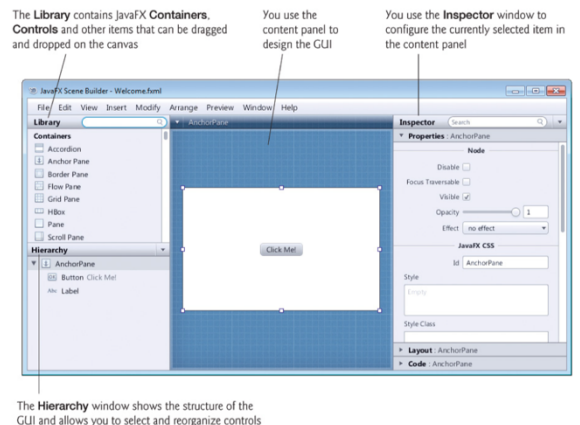 The Library contains JavaFX Containers,
Controls and other items that can be dragged
and dropped on the canvas
You use the
content panel to
design the GUI
You use the Inspector window to
configure the currently selected item in
the content panel
JavaFX Scene Builder - Welcome.fxml
File Edit View Insert Modify Arrange Preview Window Help
Library
AnchorPane
Inspector Search
Containers
Accordion
Anchor Pane
Border Pane
Flow Pane
Grid Pane
HBox
Pane
Scroll Pane
Hierarchy
AnchorPane
OK Button Click Me!
Abc Label
Click Me!
Properties : AnchorPane
Node
Disable
Focus Traversable
Visible
Opacity 1
Effect no effect
JavaFX CSS
Id AnchorPane
Style
Empty
Style Class
Layout : AnchorPane
Code : AnchorPane
The Hierarchy window shows the structure of the
GUI and allows you to select and reorganize controls